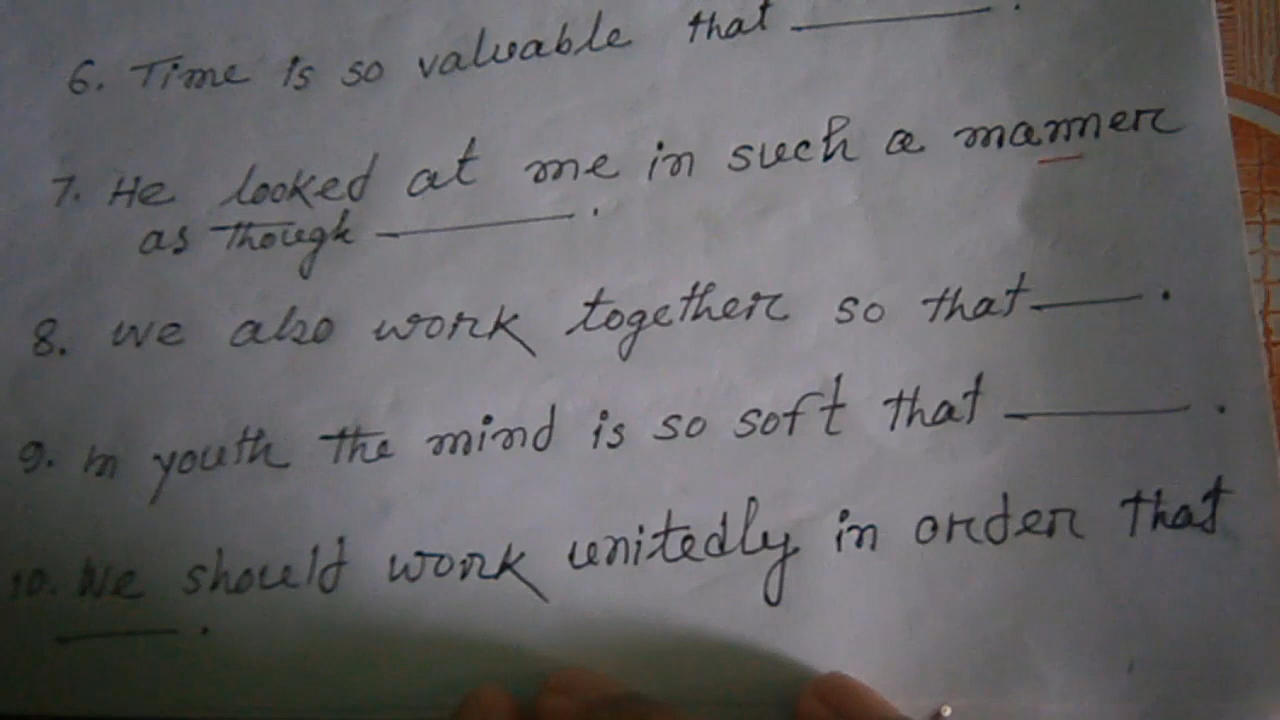 6. Time is so valuable that ______.
7. He looked at me in such a manner
as though ______.
8. We also work together so that ____.
9. In youth the mind is so soft that ______.
10. We should work unitedly in order that
____.